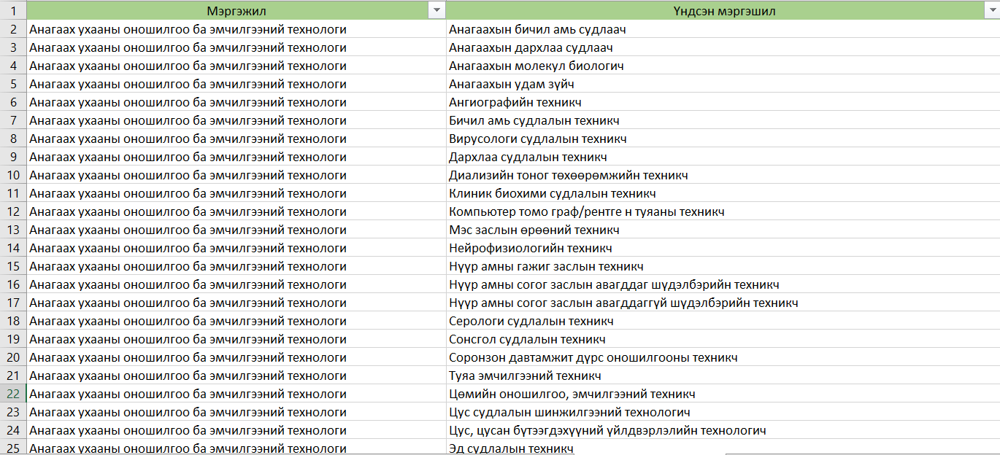 1 Мэргэжил Үндсэн мэргэшил
2 Анагаах ухааны оношилгоо ба эмчилгээний технологи Анагаахын бичил амь судлаач
3 Анагаах ухааны оношилгоо ба эмчилгээний технологи Анагаахын дархлаа судлаач
4 Анагаах ухааны оношилгоо ба эмчилгээний технологи Анагаахын молекул биологич
5 Анагаах ухааны оношилгоо ба эмчилгээний технологи Анагаахын удам зүйч
6 Анагаах ухааны оношилгоо ба эмчилгээний технологи Ангиографийн техникч
7 Анагаах ухааны оношилгоо ба эмчилгээний технологи Бичил амь судлалын техникч
8 Анагаах ухааны оношилгоо ба эмчилгээний технологи Вирусологи судлалын техникч
9 Анагаах ухааны оношилгоо ба эмчилгээний технологи Дархлаа судлалын техникч
10 Анагаах ухааны оношилгоо ба эмчилгээний технологи Диализийн тоног төхөөрөмжийн техникч
11 Анагаах ухааны оношилгоо ба эмчилгээний технологи Клиник биохими судлалын техникч
12 Анагаах ухааны оношилгоо ба эмчилгээний технологи Компьютер томо граф/рентге н туяаны техникч
13 Анагаах ухааны оношилгоо ба эмчилгээний технологи Мэс заслын өрөөний техникч
14 Анагаах ухааны оношилгоо ба эмчилгээний технологи Нейрофизиологийн техникч
15 Анагаах ухааны оношилгоо ба эмчилгээний технологи Нүүр амны гажиг заслын техникч
16 Анагаах ухааны оношилгоо ба эмчилгээний технологи Нүүр амны согог заслын авагддаг шүдэлбэрийн техникч
17 Анагаах ухааны оношилгоо ба эмчилгээний технологи Нүүр амны согог заслын авагддаггүй шүдэлбэрийн техникч
18 Анагаах ухааны оношилгоо ба эмчилгээний технологи Серологи судлалын техникч
19 Анагаах ухааны оношилгоо ба эмчилгээний технологи Сонсгол судлалын техникч
20 Анагаах ухааны оношилгоо ба эмчилгээний технологи Соронзон давтамжит дүрс оношилгооны техникч
21 Анагаах ухааны оношилгоо ба эмчилгээний технологи Туяа эмчилгээний техникч
22 Анагаах ухааны оношилгоо ба эмчилгээний технологи Цөмийн оношилгоо, эмчилгээний техникч
23 Анагаах ухааны оношилгоо ба эмчилгээний технологи Цус судлалын шинжилгээний технологич
24 Анагаах ухааны оношилгоо ба эмчилгээний технологи Цус, цусан бүтээгдэхүүний үйлдвэрлэлийн технологич
25 Анагаах ухааны оношилгоо ба эмчилгээний технологи Эд судлалын техникч